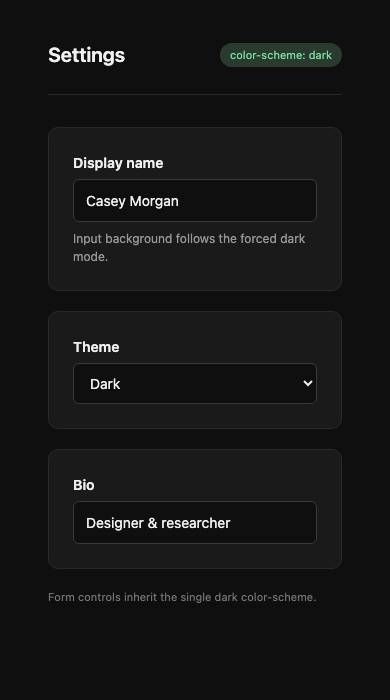 Settings
color-scheme: dark
Display name
Casey Morgan
Input background follows the forced dark
mode.
Theme
Dark
Bio
Designer & researcher
Form controls inherit the single dark color-scheme.